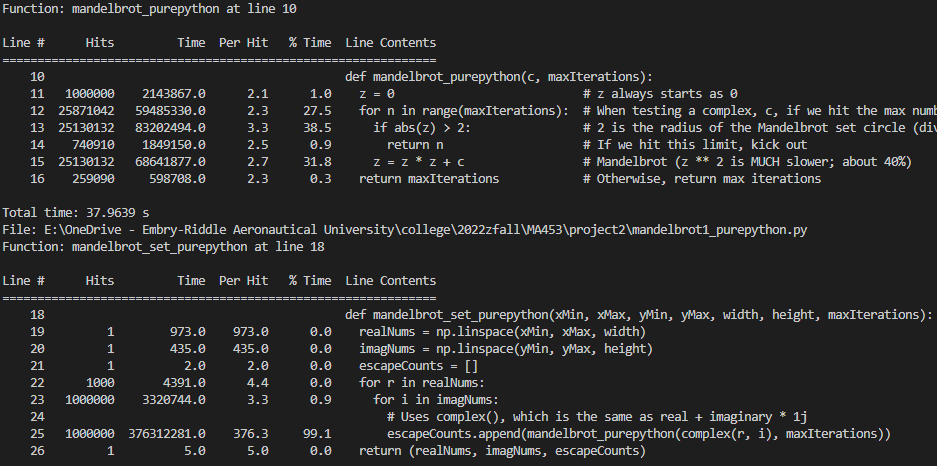 Function: mandelbrot_purepython at line 10
Line #      Hits         Time  Per Hit   % Time  Line Contents
==============================================================
    10                                           def mandelbrot_purepython(c, maxIterations):
    11   1000000    2143867.0      2.1      1.0    z = 0                           # z always starts as 0
    12  25871042   59485330.0      2.3     27.5    for n in range(maxIterations):  # When testing a complex, c, if we hit the max numb
    13  25130132   83202494.0      3.3     38.5      if abs(z) > 2:                # 2 is the radius of the Mandelbrot set circle (div
    14    740910    1849150.0      2.5      0.9        return n                    # If we hit this limit, kick out
    15  25130132   68641877.0      2.7     31.8      z = z * z + c                 # Mandelbrot (z ** 2 is MUCH slower; about 40%)
    16    259090     598708.0      2.3      0.3    return maxIterations            # Otherwise, return max iterations
Total time: 37.9639 s
File: E:\OneDrive - Embry-Riddle Aeronautical University\college\2022zfall\MA453\project2\mandelbrot1_purepython.py
Function: mandelbrot_set_purepython at line 18
Line #      Hits         Time  Per Hit   % Time  Line Contents
==============================================================
    18                                           def mandelbrot_set_purepython(xMin, xMax, yMin, yMax, width, height, maxIterations):
    19         1        973.0    973.0      0.0    realNums = np.linspace(xMin, xMax, width)
    20         1        435.0    435.0      0.0    imagNums = np.linspace(yMin, yMax, height)
    21         1          2.0      2.0      0.0    escapeCounts = []
    22      1000       4391.0      4.4      0.0    for r in realNums:
    23   1000000    3320744.0      3.3      0.9      for i in imagNums:
    24                                                 # Uses complex(), which is the same as real + imaginary * 1j
    25   1000000  376312281.0    376.3     99.1        escapeCounts.append(mandelbrot_purepython(complex(r, i), maxIterations))
    26         1          5.0      5.0      0.0    return (realNums, imagNums, escapeCounts)